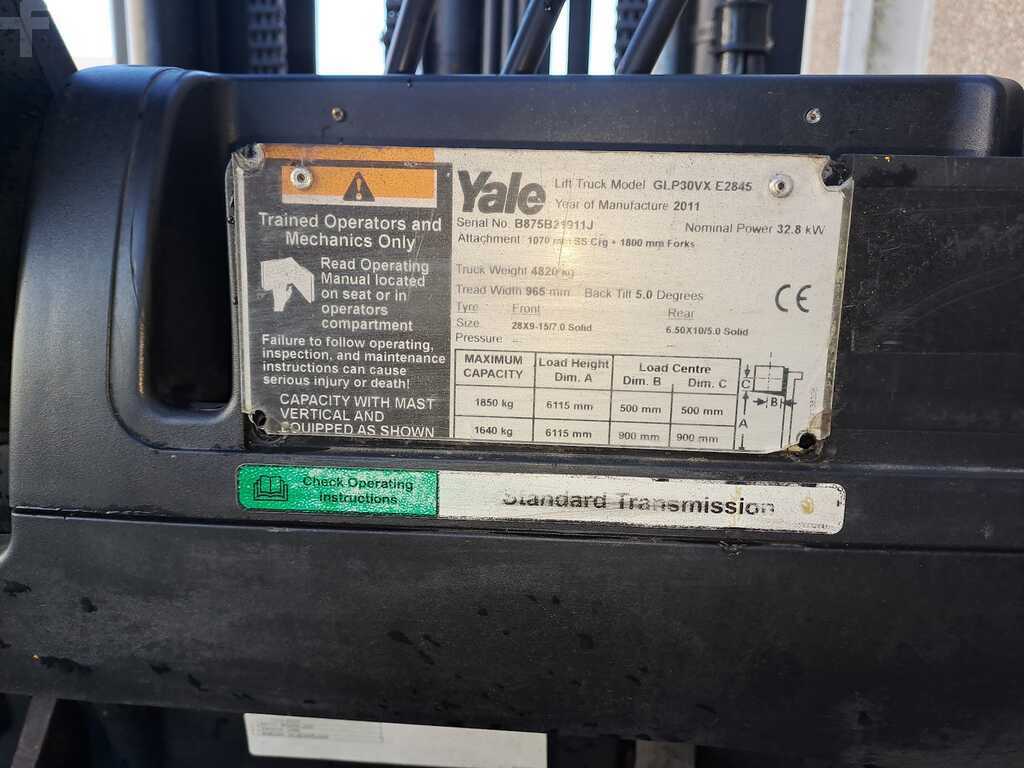 Trained Operators and
Mechanics Only
Read Operating
Manual located
on seat or in
operators
compartment
Failure to follow operating,
inspection, and maintenance
instructions can cause
serious injury or death!
CAPACITY WITH MAST
VERTICAL AND
EQUIPPED AS SHOWN
Yale
Lift Truck Model GLP30VX E2845
Year of Manufacture 2011
Serial No. B875B21911J Nominal Power 32.8 kW
Attachment 1070 mm SS Crg + 1800 mm Forks
Truck Weight 4820 kg
Tread Width 965 mm Back Tilt 5.0 Degrees
CE
Tyre Front Rear
Size 28X9-15/7.0 Solid 6.50X10/5.0 Solid
Pressure -- --
MAXIMUM CAPACITY Load Height Dim. A Load Centre Dim. B Dim. C
1850 kg 6115 mm 500 mm 500 mm
1640 kg 6115 mm 900 mm 900 mm
C
B
A
Check Operating
instructions
Standard Transmission